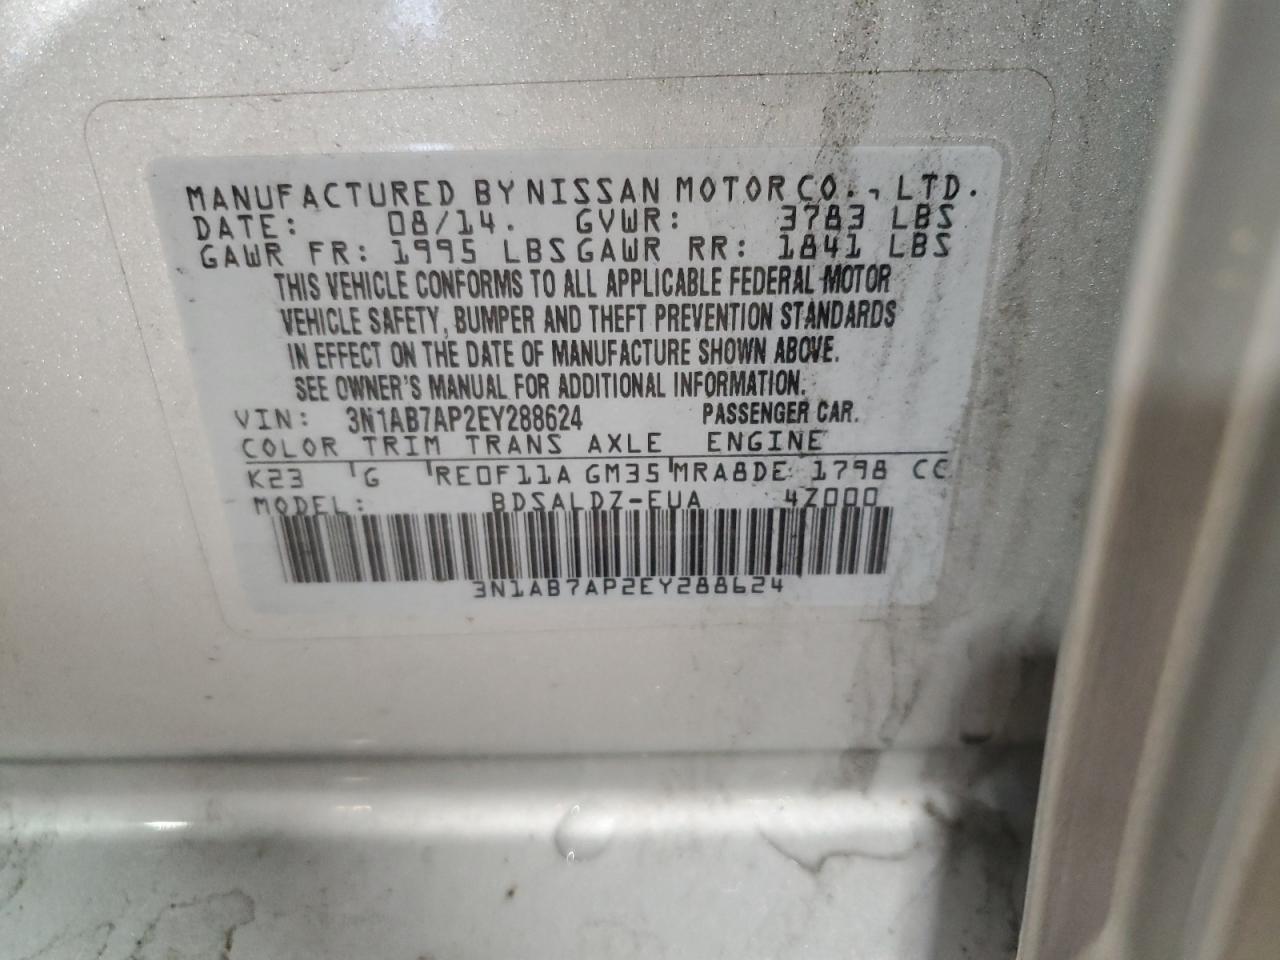 MANUFACTURED BY NISSAN MOTOR CO., LTD.
DATE: 08/14. GVWR: 3783 LBS
GAWR FR: 1995 LBS GAWR RR: 1841 LBS
THIS VEHICLE CONFORMS TO ALL APPLICABLE FEDERAL MOTOR
VEHICLE SAFETY, BUMPER AND THEFT PREVENTION STANDARDS
IN EFFECT ON THE DATE OF MANUFACTURE SHOWN ABOVE.
SEE OWNER'S MANUAL FOR ADDITIONAL INFORMATION.
VIN: 3N1AB7AP2EY288624 PASSENGER CAR.
COLOR TRIM TRANS AXLE ENGINE
K23 G RE0F11A GM35 MRA8DE 1798 CC
MODEL: BDSALDZ-EUA 4Z000
3N1AB7AP2EY288624